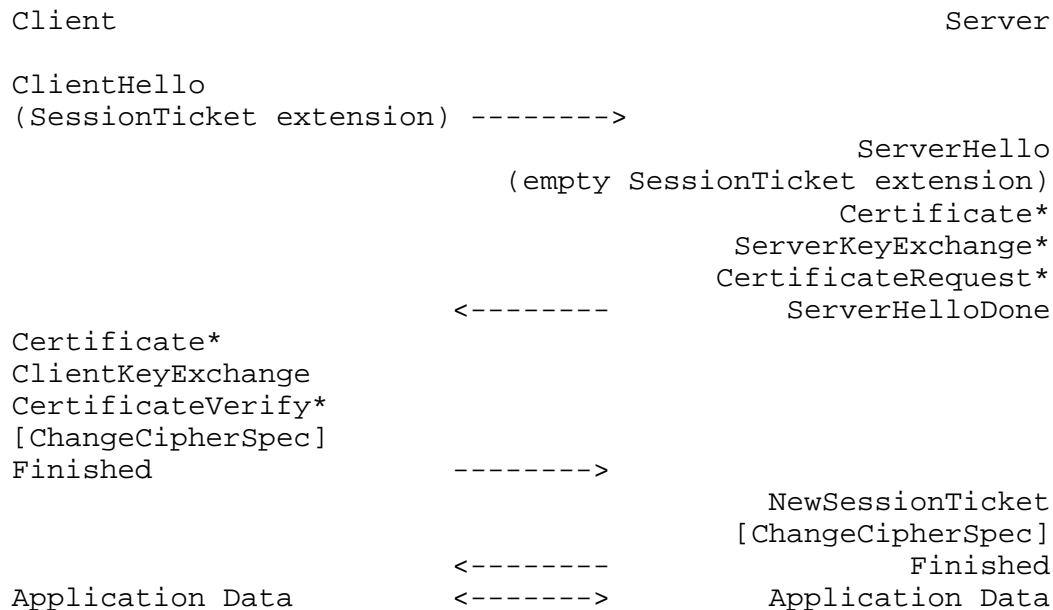 Client                                               Server

ClientHello
(SessionTicket extension) -------->
                                                ServerHello
                            (empty SessionTicket extension)
                                               Certificate*
                                         ServerKeyExchange*
                                        CertificateRequest*
                         <--------          ServerHelloDone
Certificate*
ClientKeyExchange
CertificateVerify*
[ChangeCipherSpec]
Finished                 -------->
                                           NewSessionTicket
                                         [ChangeCipherSpec]
                         <--------                 Finished
Application Data         <------->         Application Data